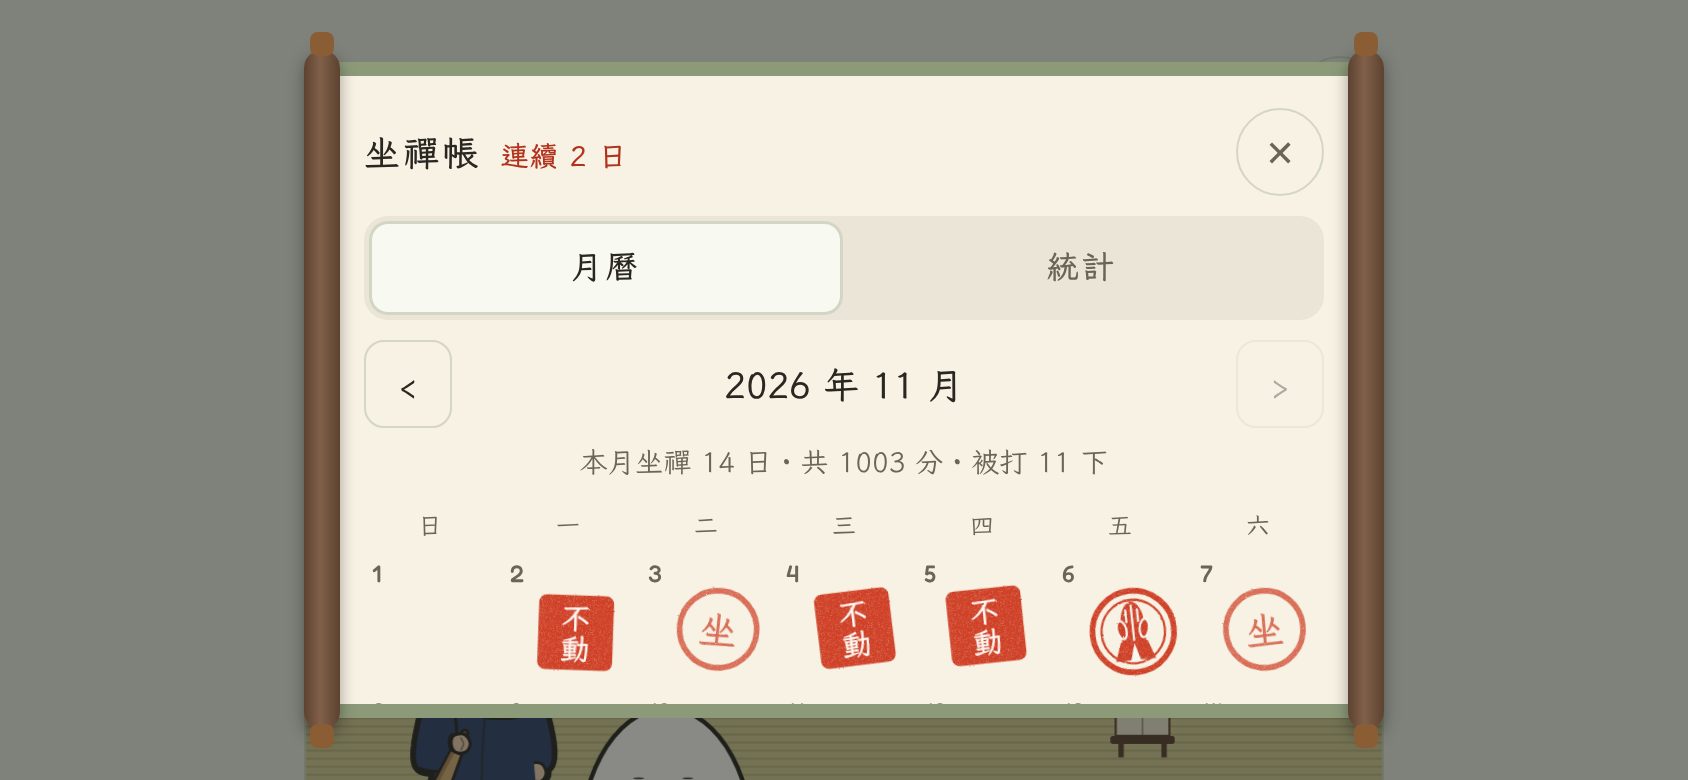 坐禪帳 連續 2 日
×
月曆 統計
< 2026 年 11 月 >
本月坐禪 14 日・共 1003 分・被打 11 下
日 一 二 三 四 五 六
1 2 3 4 5 6 7
不動 坐 不動 不動 坐